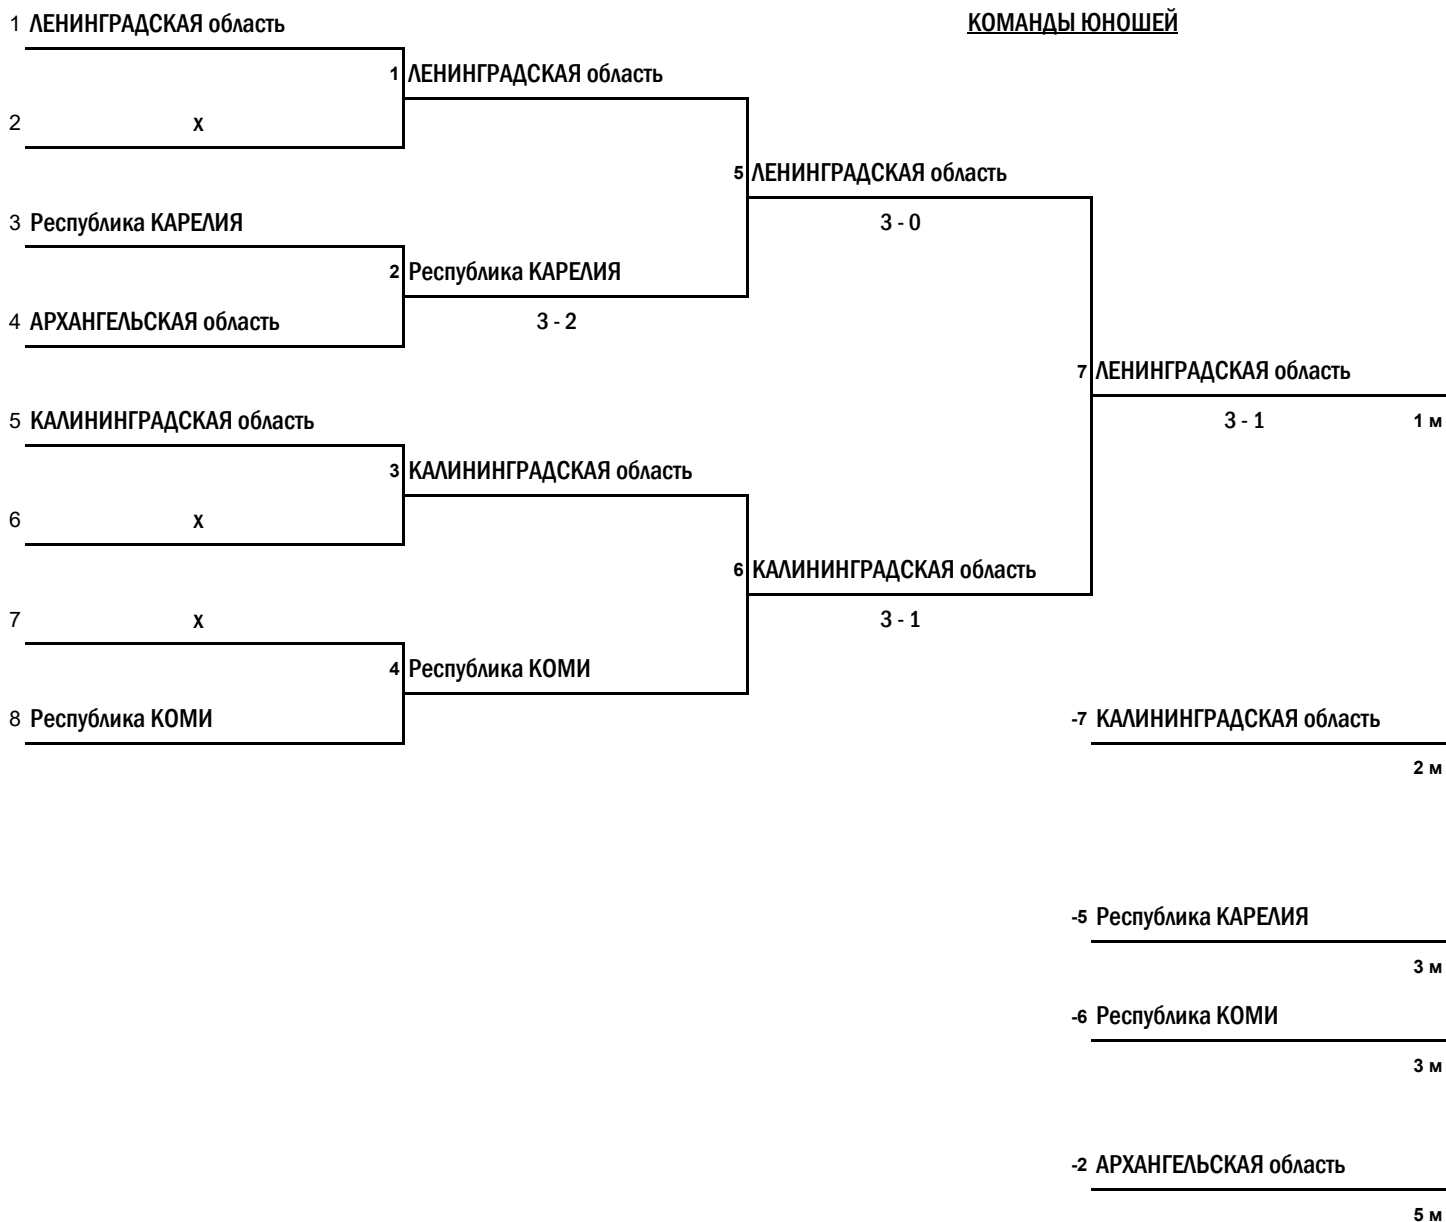 1 ЛЕНИНГРАДСКАЯ область
КОМАНДЫ ЮНОШЕЙ
1 ЛЕНИНГРАДСКАЯ область
2 х
5 ЛЕНИНГРАДСКАЯ область
3 Республика КАРЕЛИЯ
3 - 0
2 Республика КАРЕЛИЯ
4 АРХАНГЕЛЬСКАЯ область
3 - 2
7 ЛЕНИНГРАДСКАЯ область
5 КАЛИНИНГРАДСКАЯ область
3 - 1
1 м
3 КАЛИНИНГРАДСКАЯ область
6 х
6 КАЛИНИНГРАДСКАЯ область
7 х
3 - 1
4 Республика КОМИ
8 Республика КОМИ
-7 КАЛИНИНГРАДСКАЯ область
2 м
-5 Республика КАРЕЛИЯ
3 м
-6 Республика КОМИ
3 м
-2 АРХАНГЕЛЬСКАЯ область
5 м